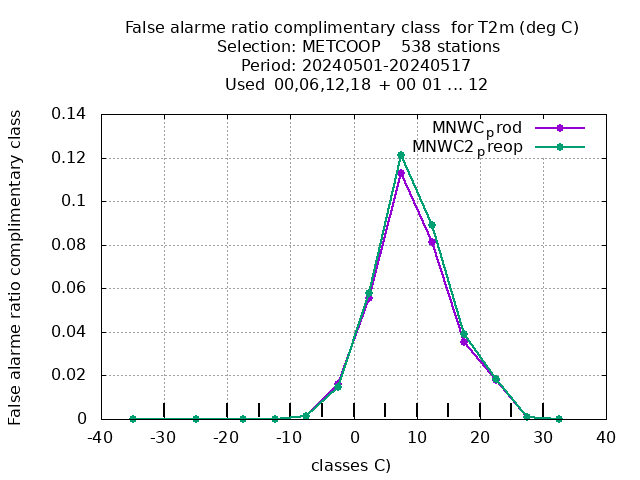 False alarme ratio complimentary class  for T2m (deg C)
Selection: METCOOP    538 stations
Period: 20240501-20240517
Used  00,06,12,18 + 00 01 ... 12
False alarme ratio complimentary class
0.14
0.12
0.1
0.08
0.06
0.04
0.02
0
MNWCprod
MNWC2preop
-40 -30 -20 -10 0 10 20 30 40
classes C)